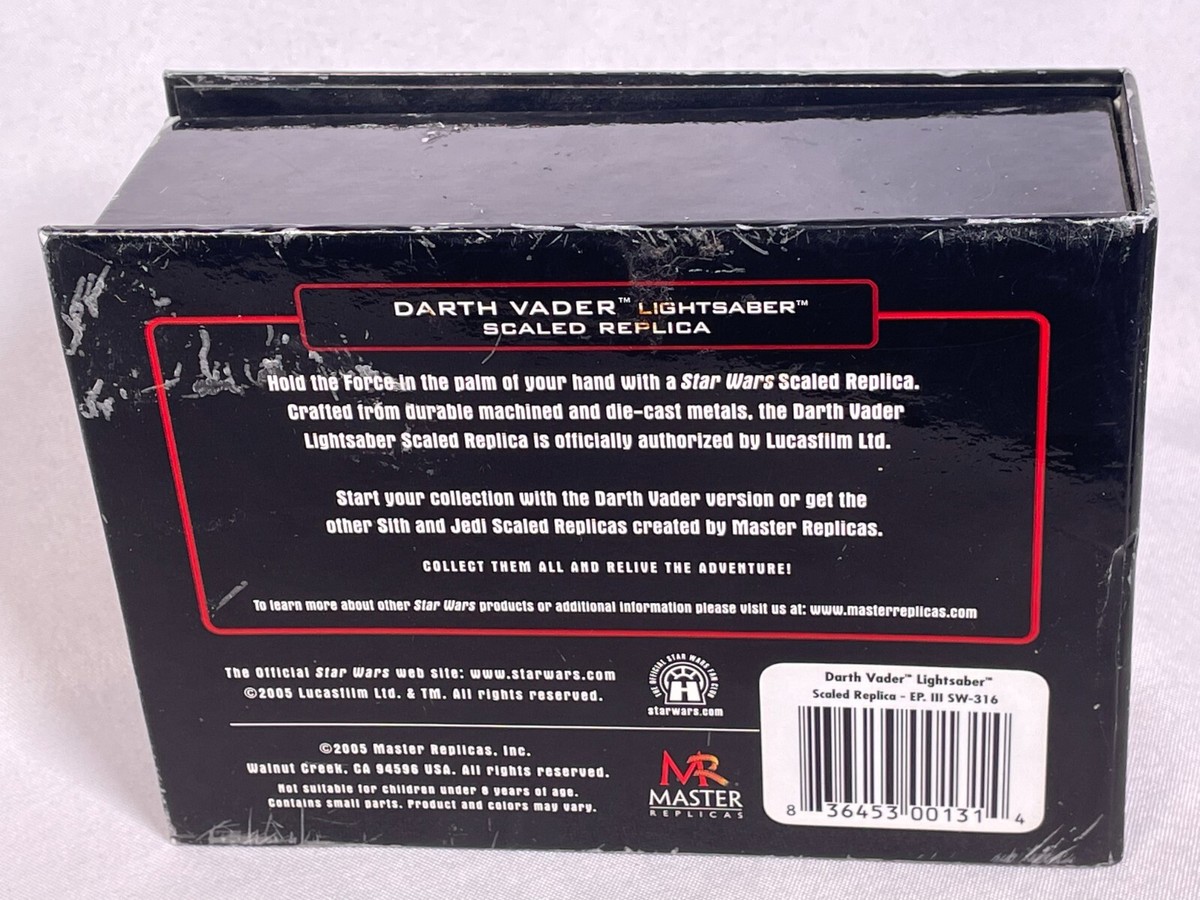 DARTH VADER™ LIGHTSABER™
SCALED REPLICA
Hold the Force in the palm of your hand with a Star Wars Scaled Replica.
Crafted from durable machined and die-cast metals, the Darth Vader
Lightsaber Scaled Replica is officially authorized by Lucasfilm Ltd.
Start your collection with the Darth Vader version or get the
other Sith and Jedi Scaled Replicas created by Master Replicas.
COLLECT THEM ALL AND RELIVE THE ADVENTURE!
To learn more about other Star Wars products or additional information please visit us at: www.masterreplicas.com
The Official Star Wars web site: www.starwars.com
©2005 Lucasfilm Ltd. & TM. All rights reserved.
THE OFFICIAL STAR WARS FAN CLUB
starwars.com
©2005 Master Replicas, Inc.
Walnut Creek, CA 94596 USA. All rights reserved.
Not suitable for children under 6 years of age.
Contains small parts. Product and colors may vary.
MR
MASTER
REPLICAS
Darth Vader™ Lightsaber™
Scaled Replica - EP. III SW-316
8 36453 00131 4